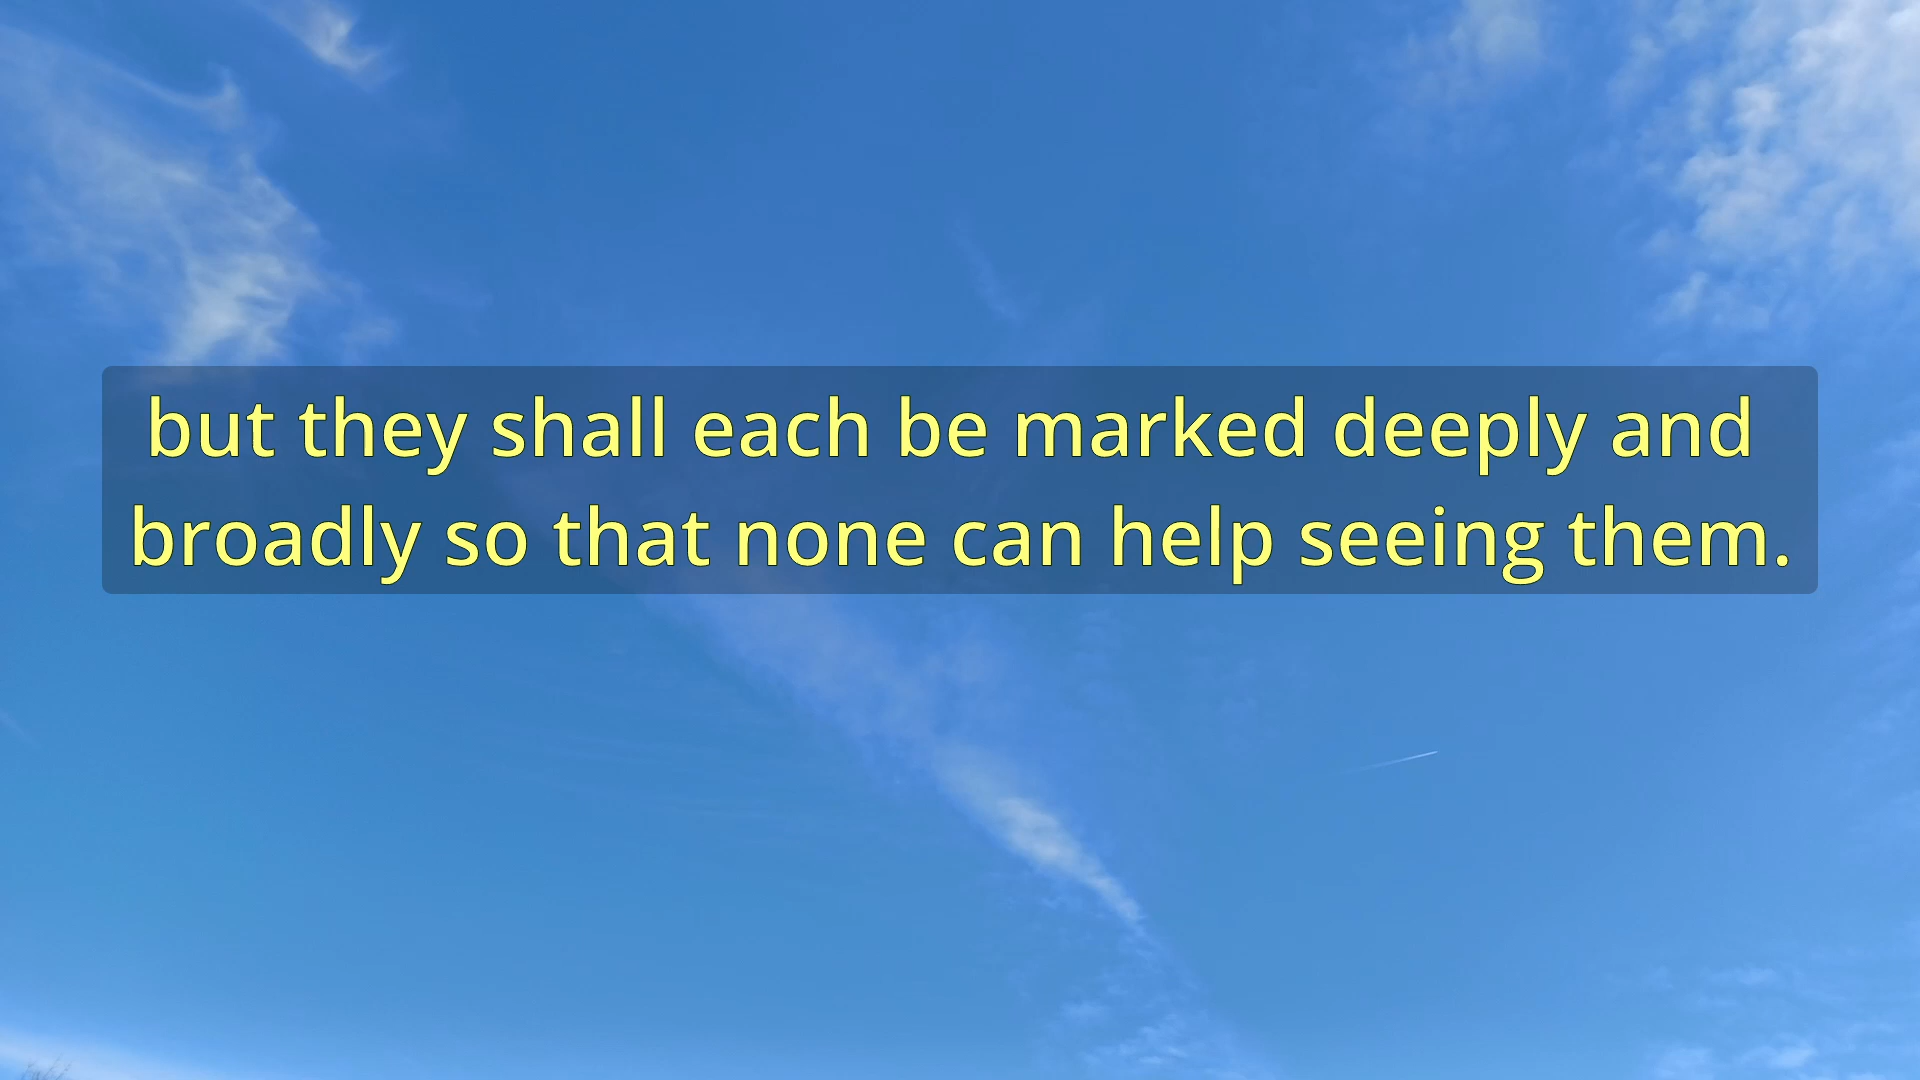 but they shall each be marked deeply and
broadly so that none can help seeing them.